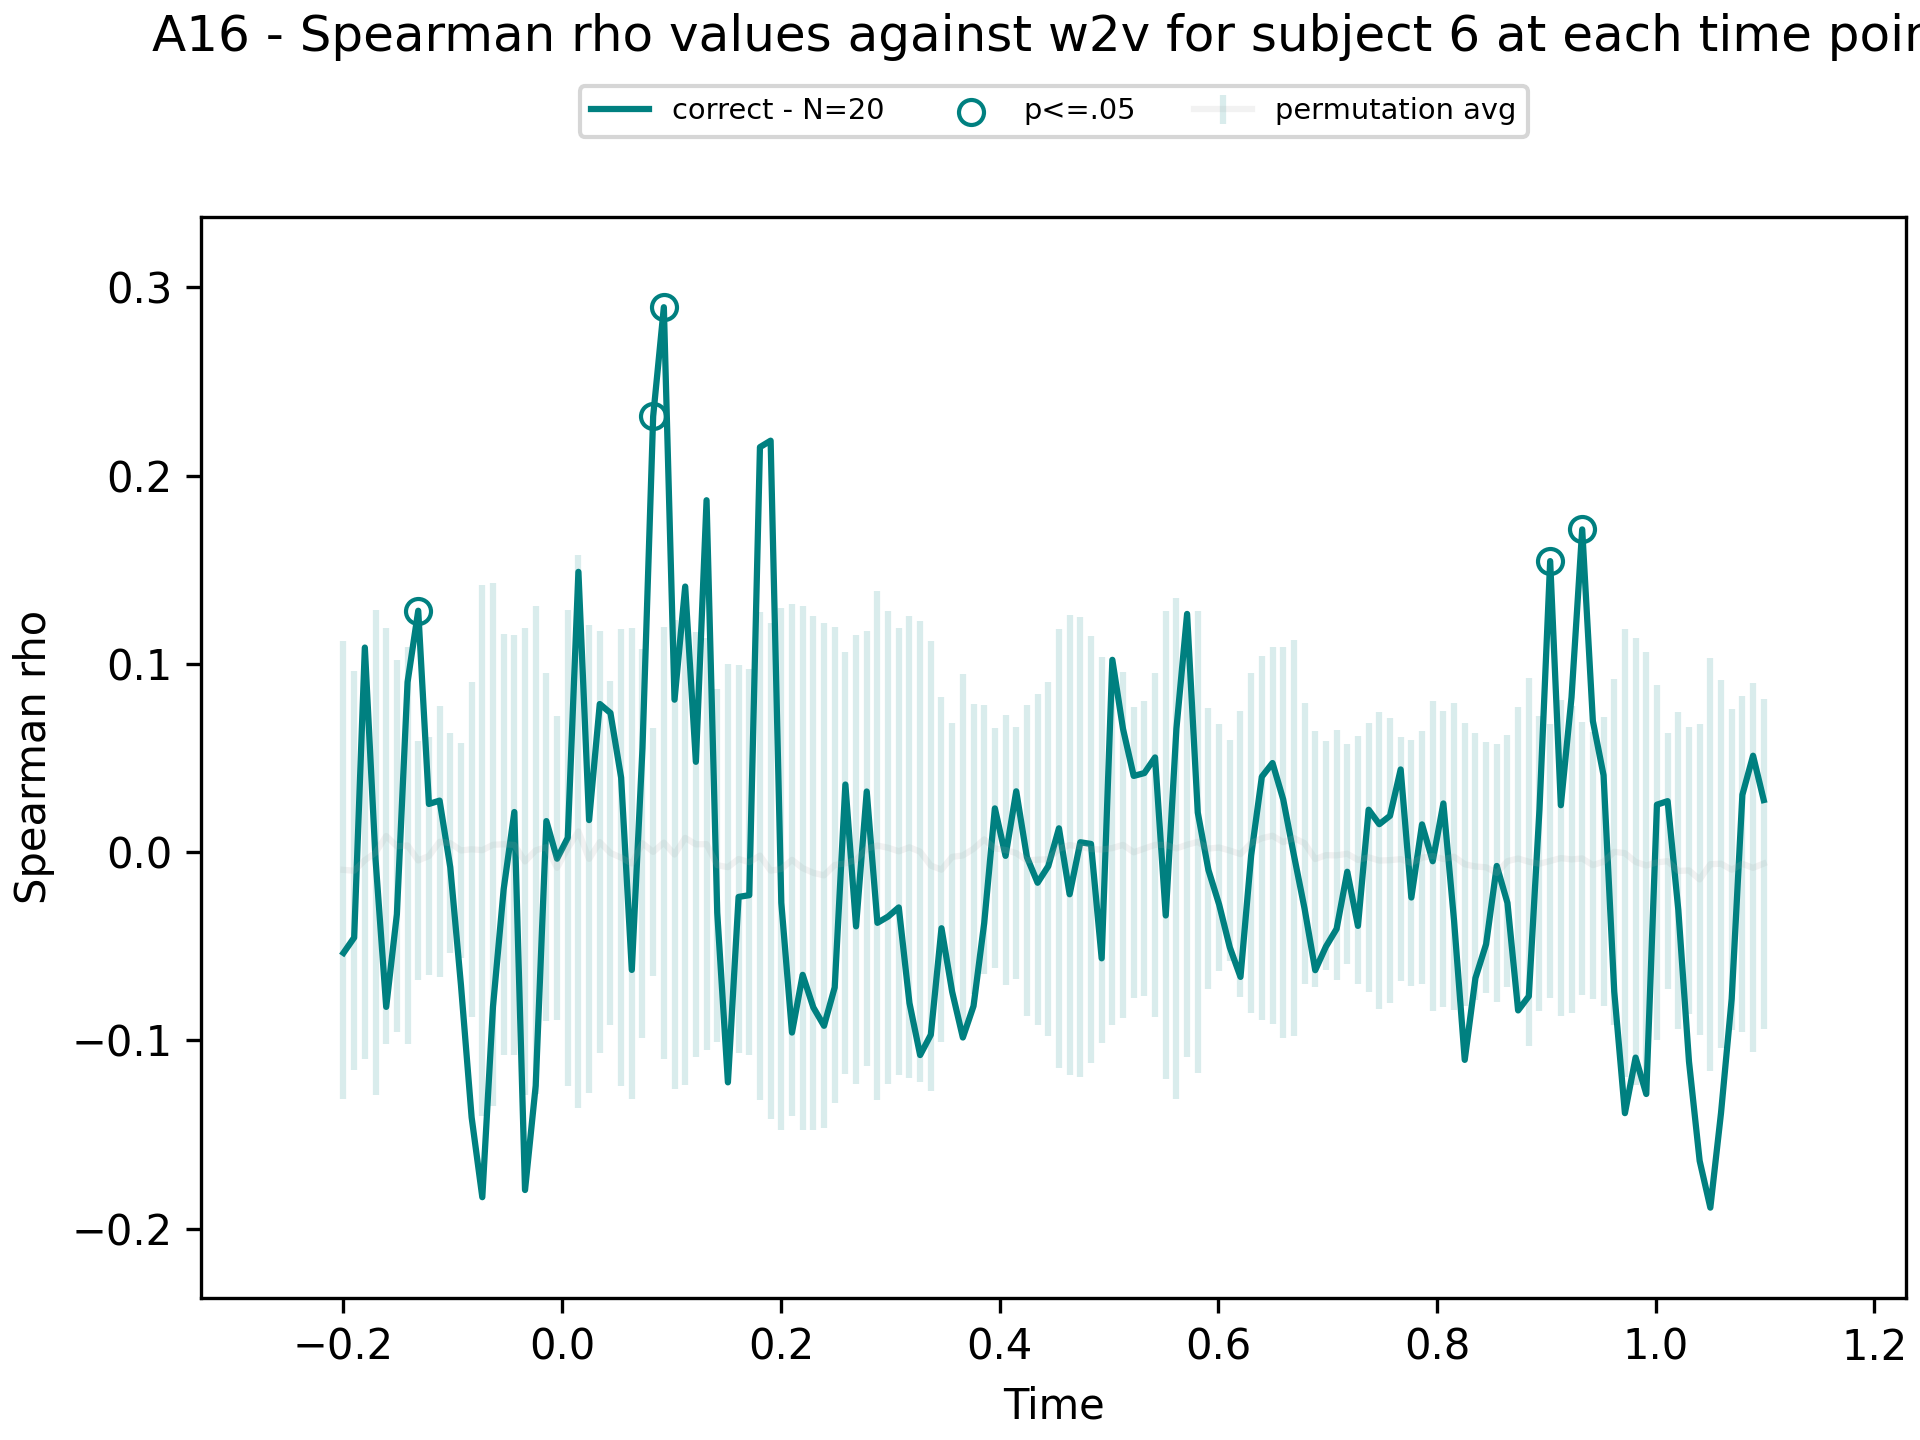 A16 - Spearman rho values against w2v for subject 6 at each time poin
correct - N=20 p<=.05 permutation avg
Spearman rho
0.3
0.2
0.1
0.0
−0.1
−0.2
−0.2 0.0 0.2 0.4 0.6 0.8 1.0 1.2
Time